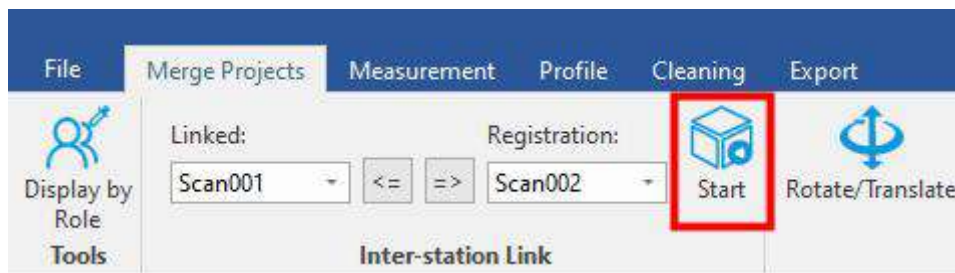 File Merge Projects Measurement Profile Cleaning Export
Linked: Registration:
Scan001 <= => Scan002
Display by Role Start Rotate/Translate
Tools Inter-station Link